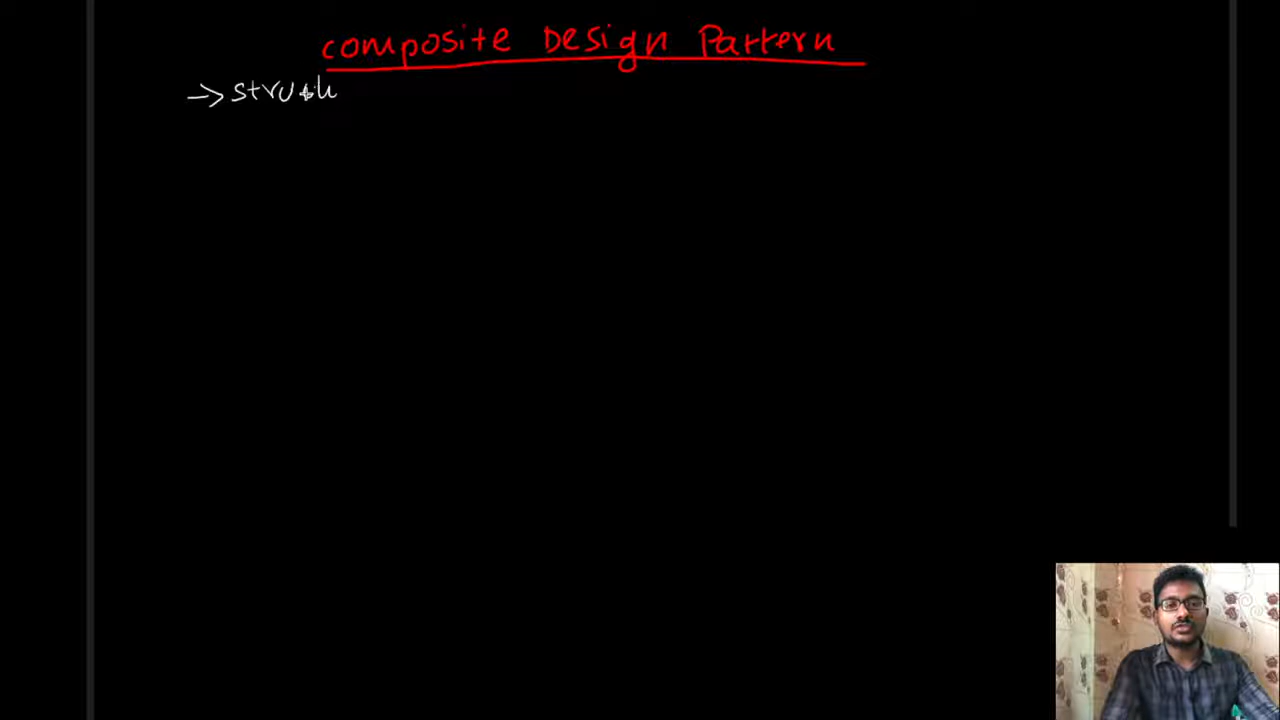 composite Design Pattern
→ structu